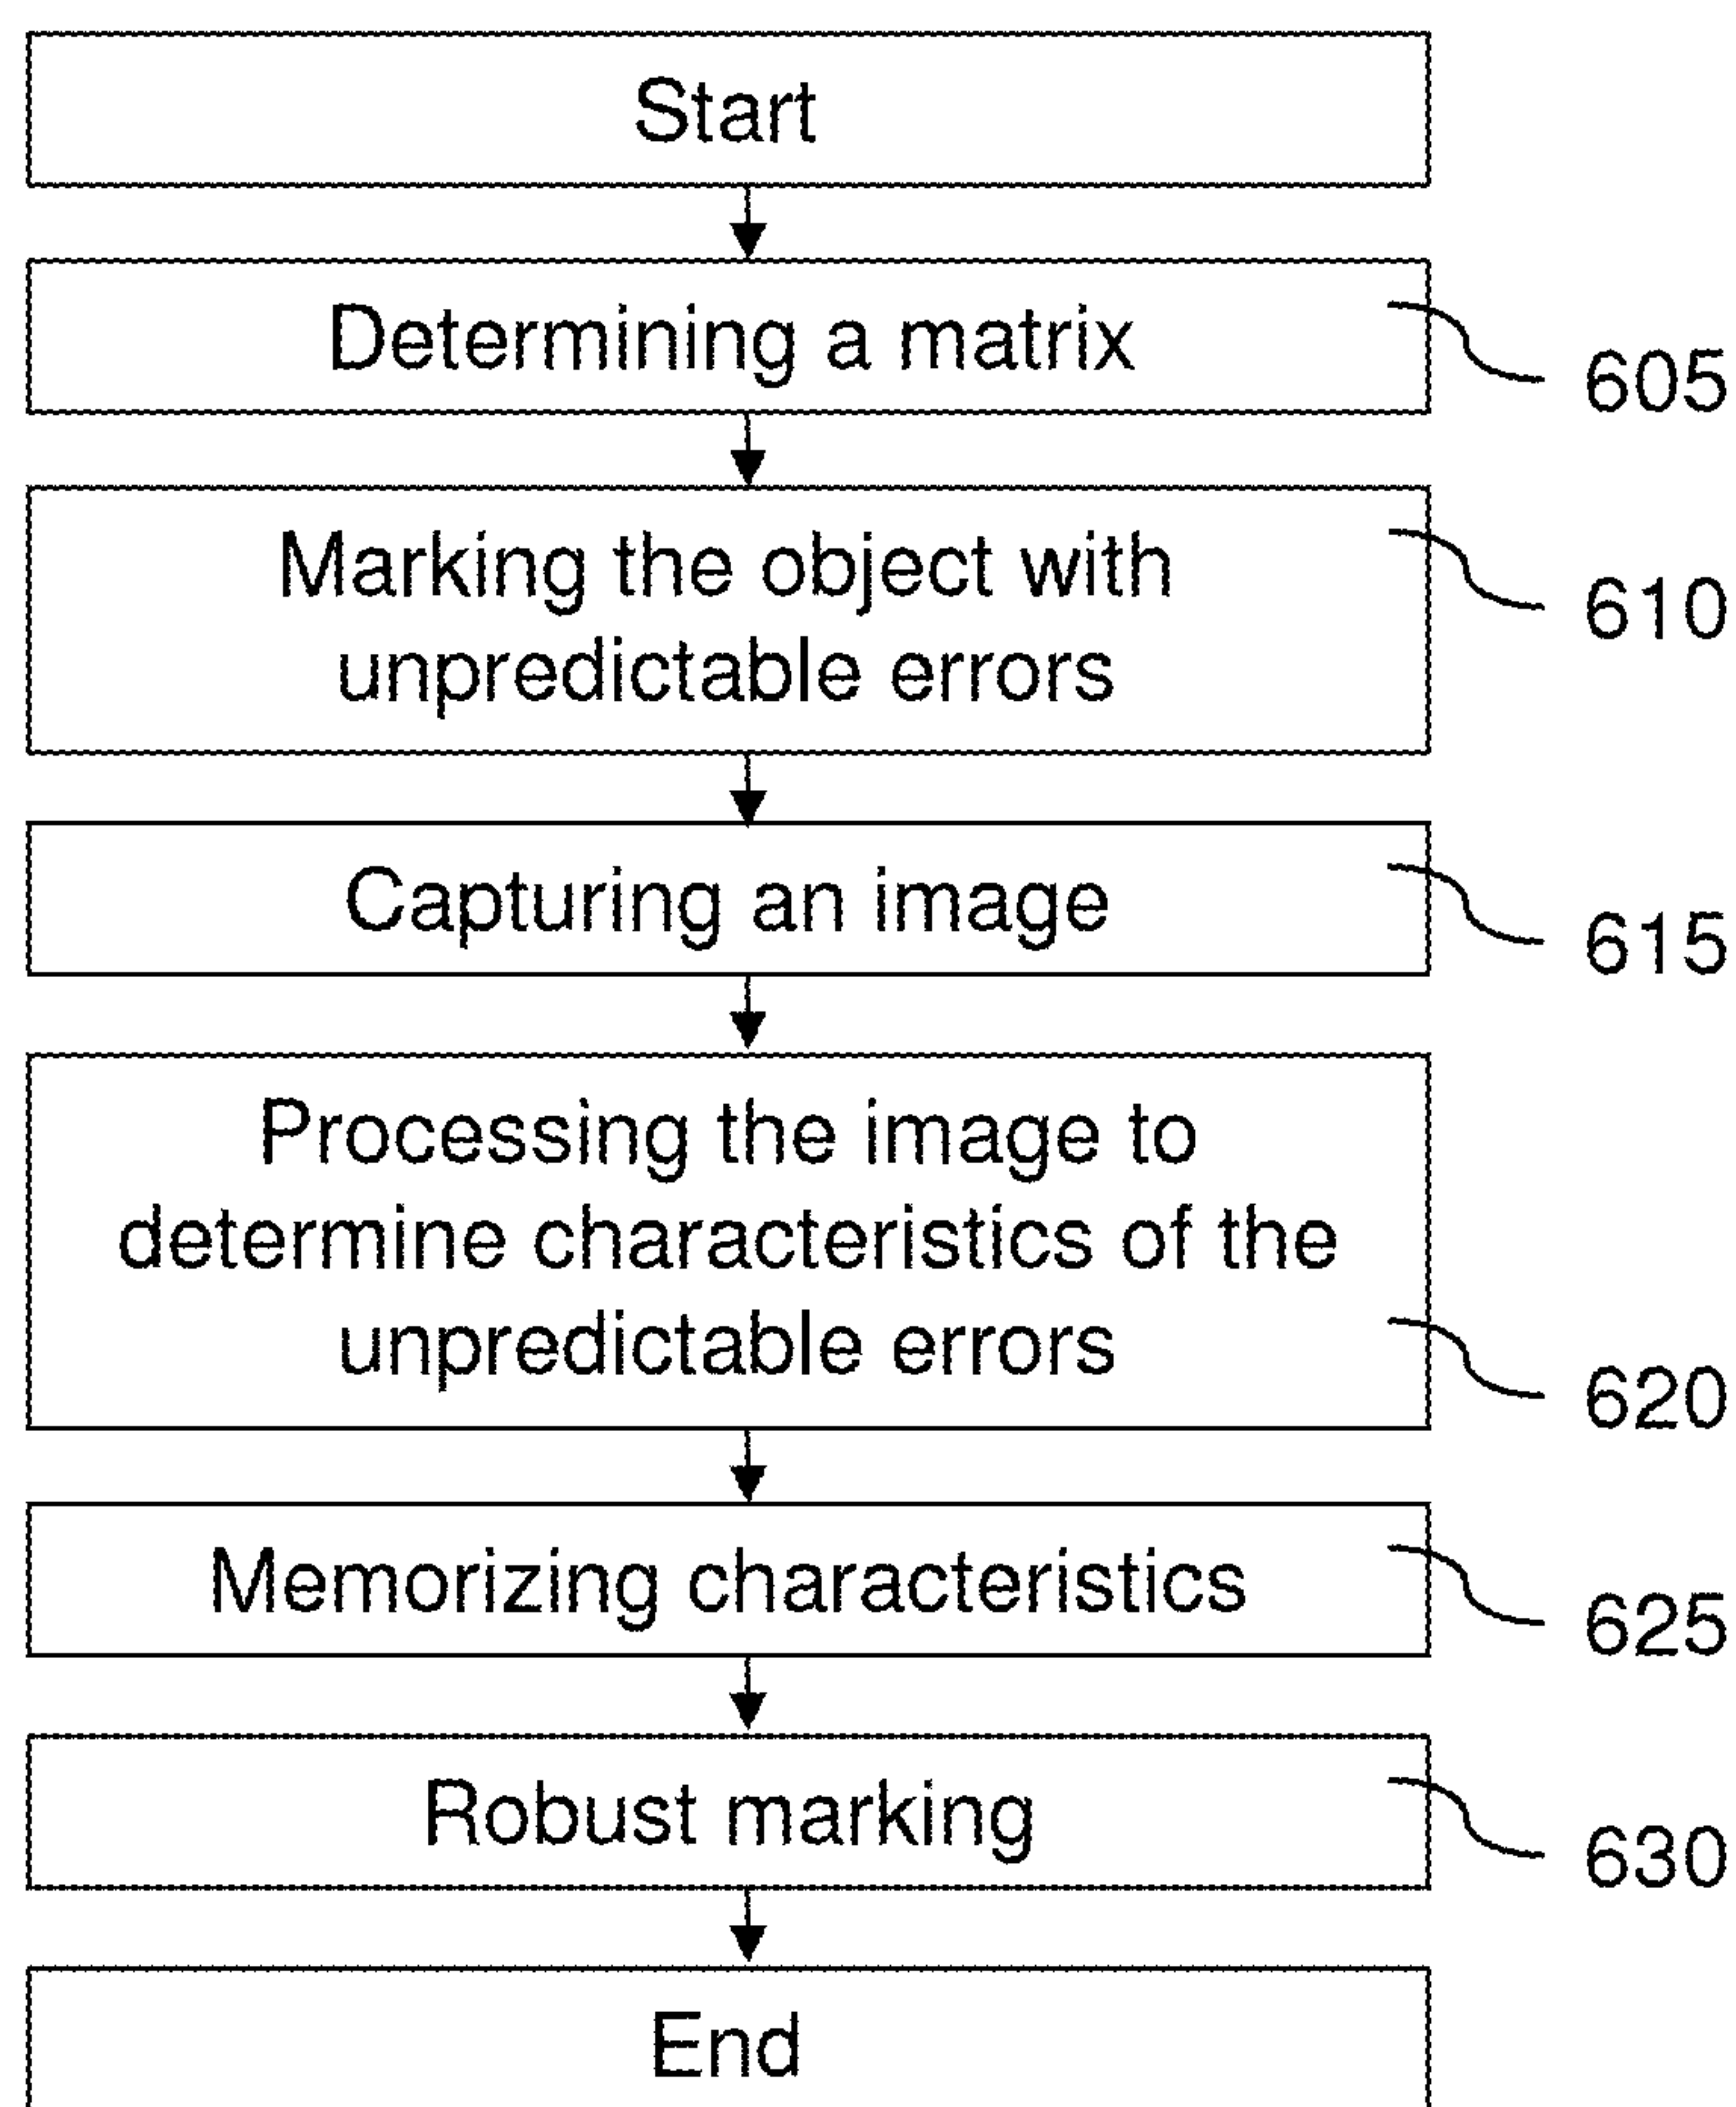 Start
Determining a matrix
605
Marking the object with
unpredictable errors
610
Capturing an image
615
Processing the image to
determine characteristics of the
unpredictable errors
620
Memorizing characteristics
625
Robust marking
630
End